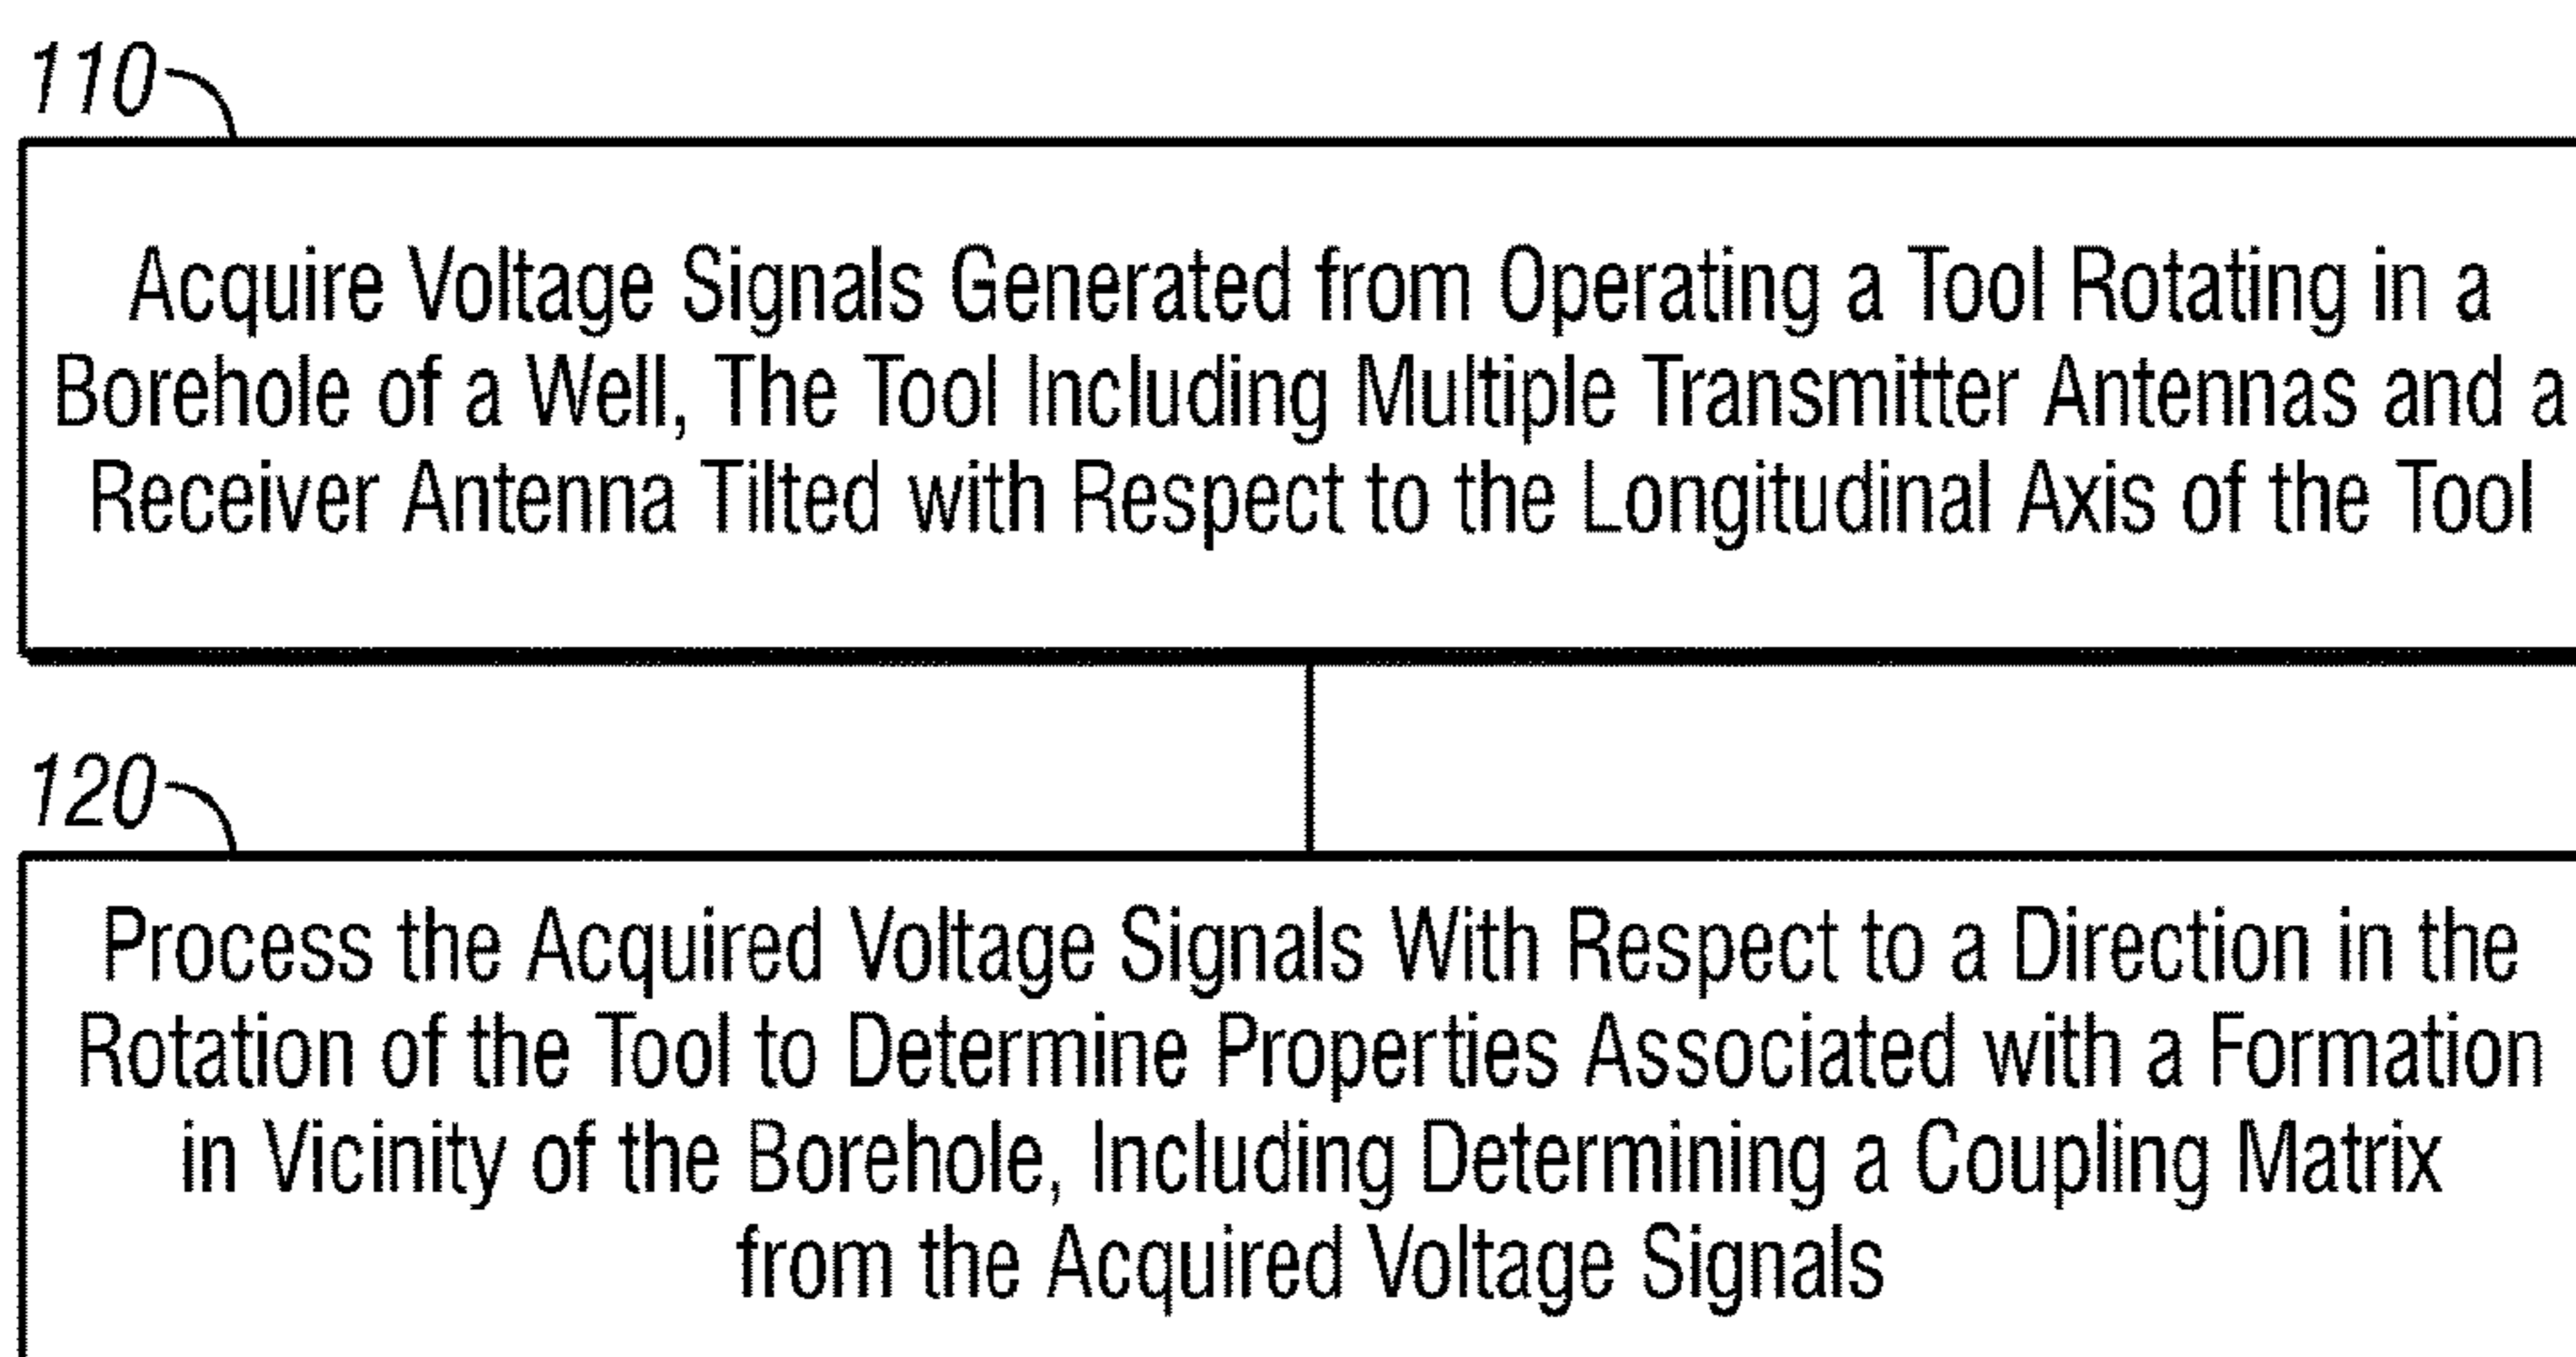 110
Acquire Voltage Signals Generated from Operating a Tool Rotating in a
Borehole of a Well, The Tool Including Multiple Transmitter Antennas and a
Receiver Antenna Tilted with Respect to the Longitudinal Axis of the Tool
120
Process the Acquired Voltage Signals With Respect to a Direction in the
Rotation of the Tool to Determine Properties Associated with a Formation
in Vicinity of the Borehole, Including Determining a Coupling Matrix
from the Acquired Voltage Signals